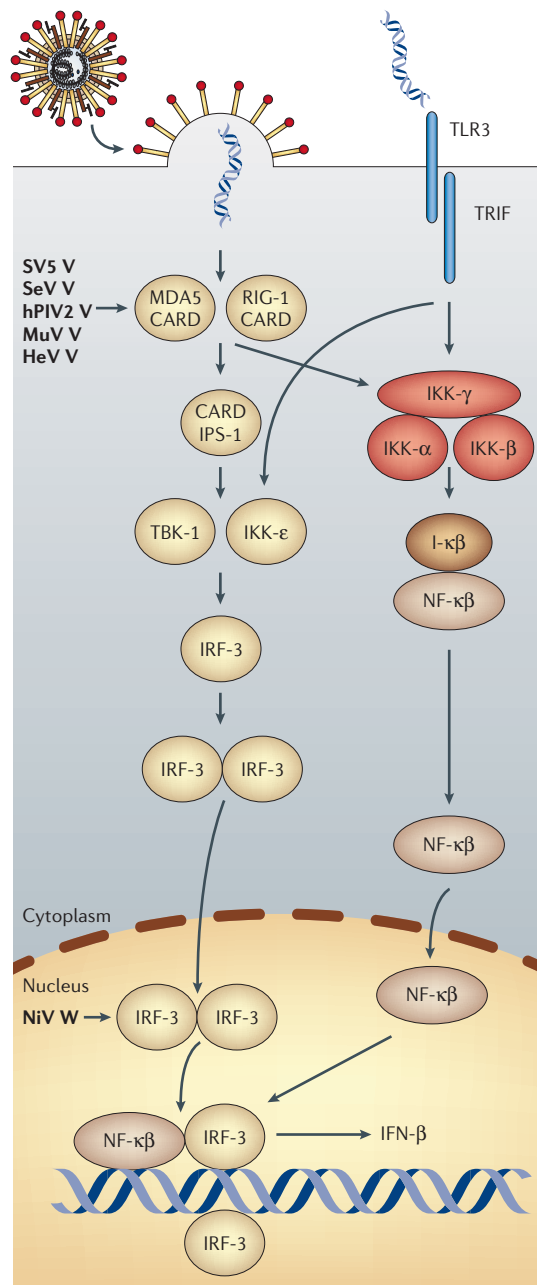 TLR3
TRIF
SV5 V
SeV V
hPIV2 V
MuV V
HeV V
MDA5
CARD
RIG-1
CARD
CARD
IPS-1
IKK-γ
IKK-α
IKK-β
TBK-1
IKK-ε
I-κβ
NF-κβ
IRF-3
IRF-3
IRF-3
NF-κβ
Cytoplasm
Nucleus
NiV W
IRF-3
IRF-3
NF-κβ
NF-κβ
IRF-3
IFN-β
IRF-3